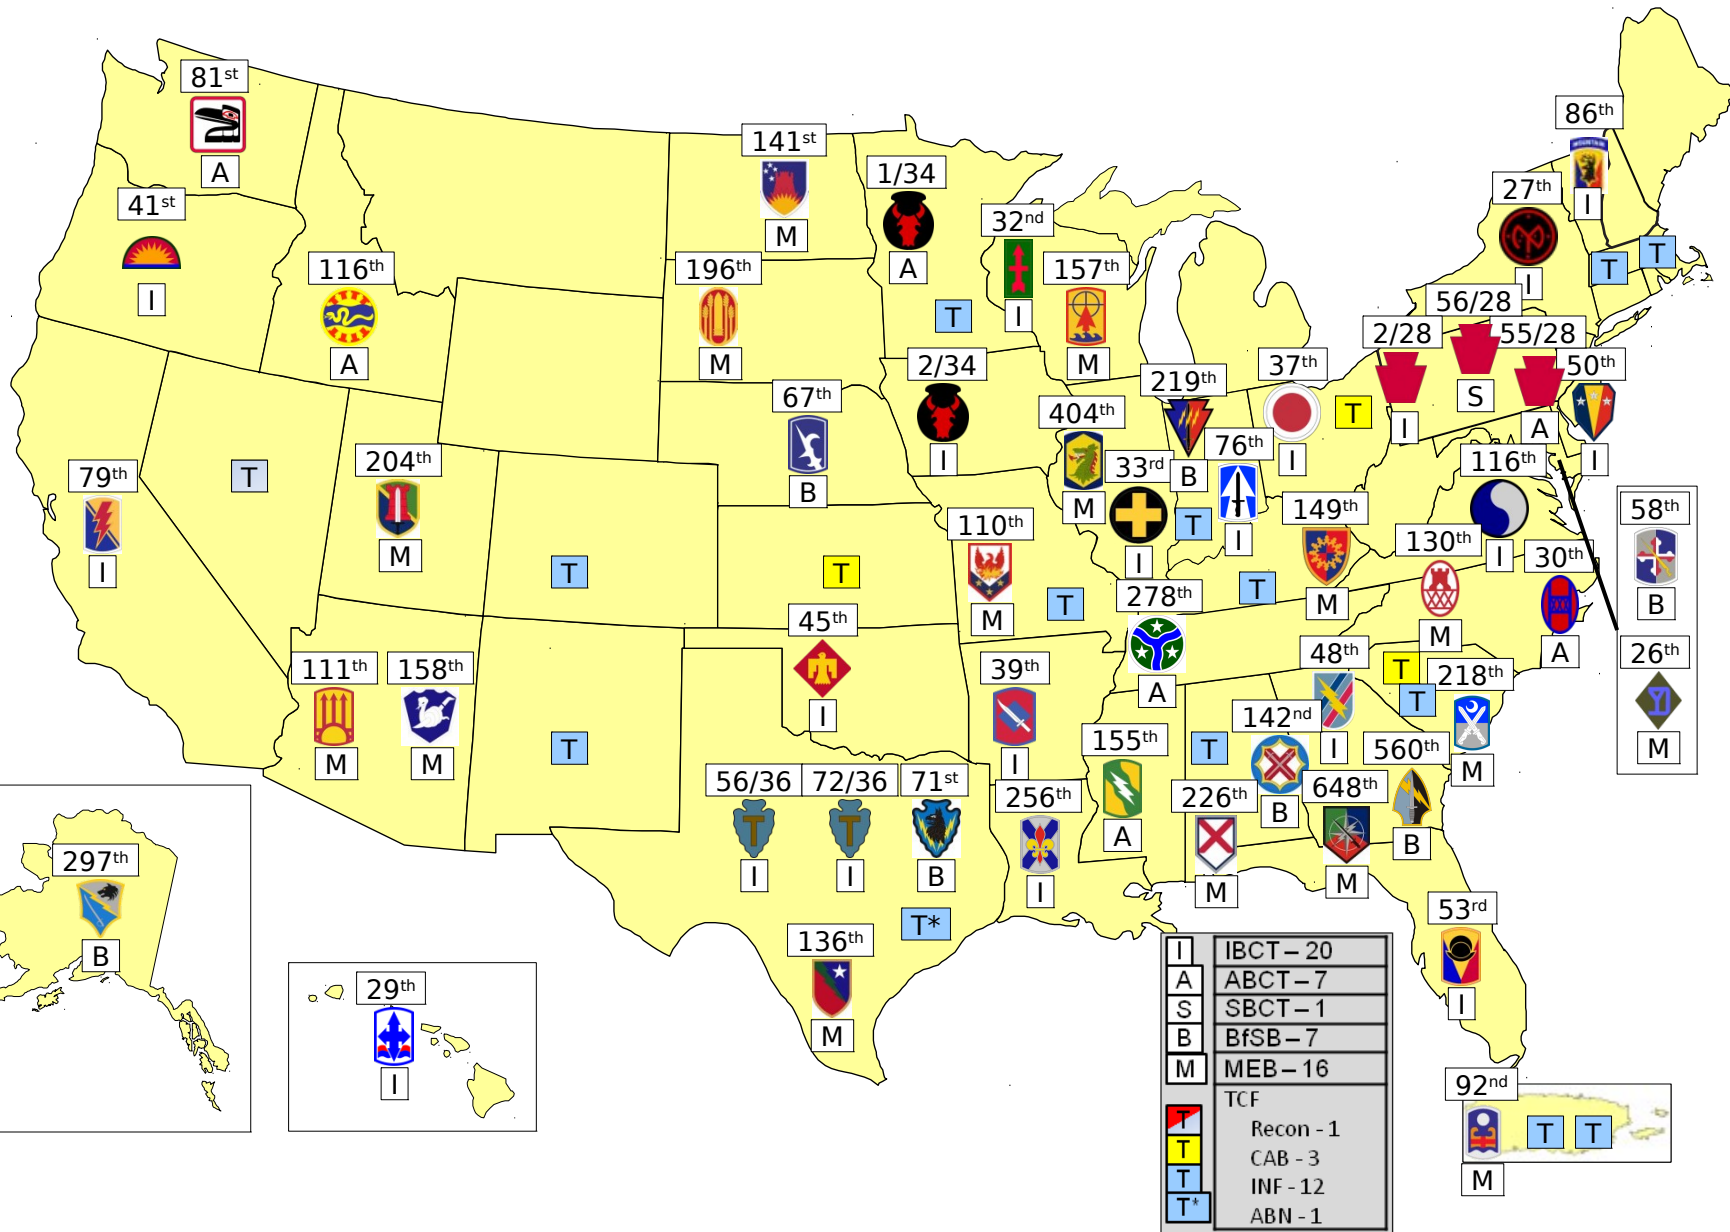 81st
A
41st
I
116th
A
141st
M
1/34
A
32nd
I
196th
M
157th
M
T
86th
I
27th
I
T
T
56/28
S
2/28
I
55/28
A
50th
I
79th
I
T
204th
M
67th
B
2/34
I
404th
M
219th
B
37th
I
T
33rd
I
76th
I
T
149th
M
116th
I
130th
M
30th
A
58th
B
26th
M
T
T
110th
M
T
278th
A
T
111th
M
158th
M
T
45th
I
39th
I
48th
I
T
T
218th
M
142nd
B
T
155th
A
226th
M
648th
M
560th
B
56/36
I
72/36
I
71st
B
T*
256th
I
136th
M
53rd
I
297th
B
29th
I
92nd
M
T
T
I IBCT – 20
A ABCT – 7
S SBCT – 1
B BfSB – 7
M MEB – 16
TCF
T Recon - 1
T CAB - 3
T INF - 12
T* ABN - 1